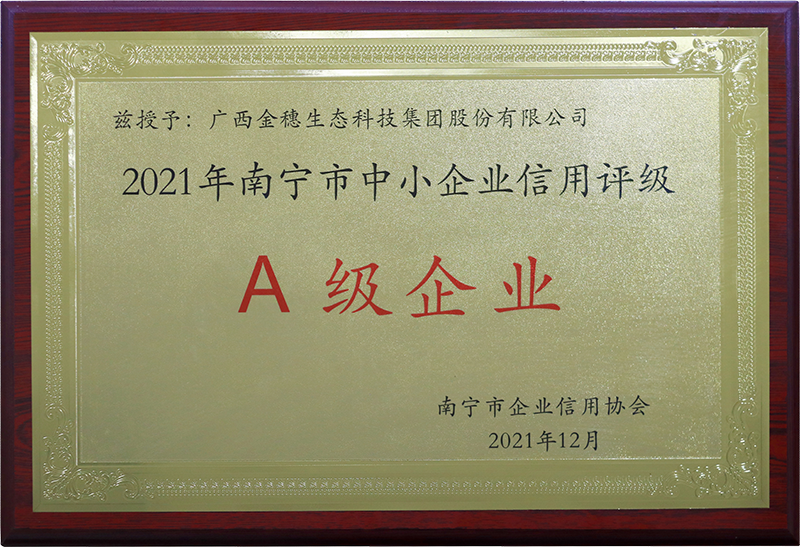 兹授予：广西金穗生态科技集团股份有限公司
2021年南宁市中小企业信用评级
A级企业
南宁市企业信用协会
2021年12月